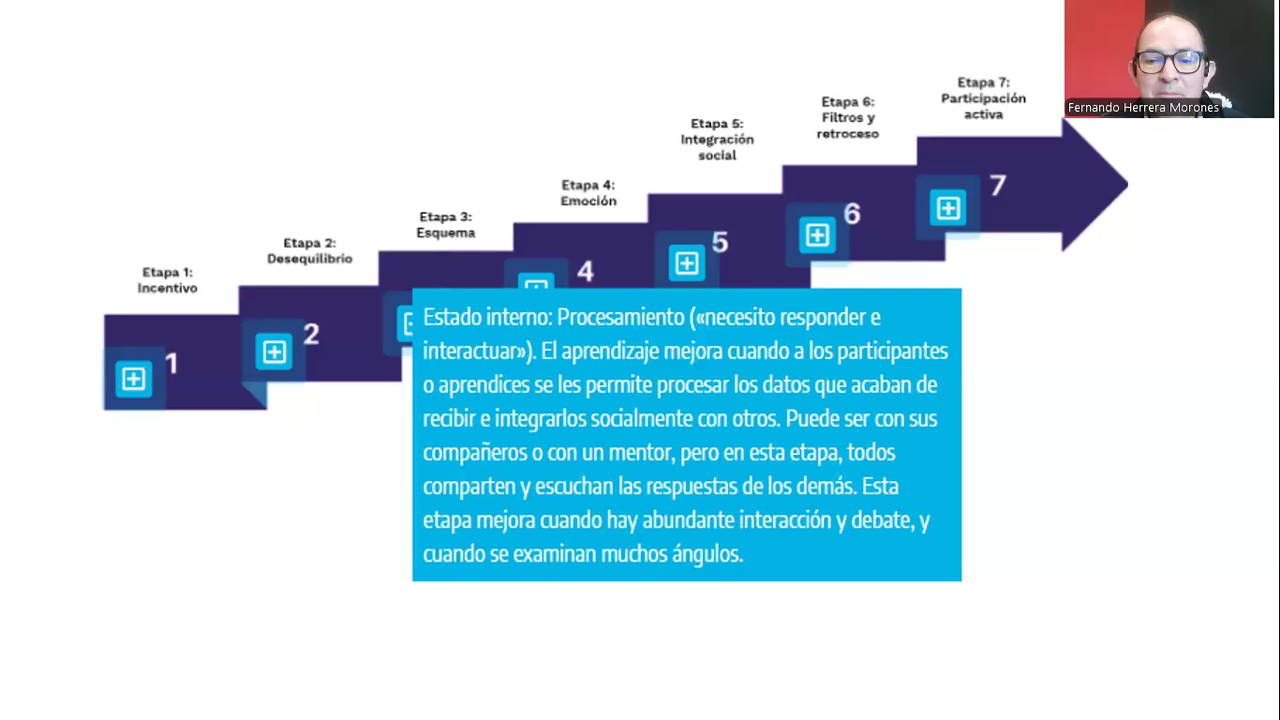 Etapa 1:
Incentivo
1
Etapa 2:
Desequilibrio
2
Etapa 3:
Esquema
Etapa 4:
Emoción
4
Etapa 5:
Integración
social
5
Etapa 6:
Filtros y
retroceso
6
Etapa 7:
Participación
activa
7
Fernando Herrera Morones
Estado interno: Procesamiento («necesito responder e
interactuar»). El aprendizaje mejora cuando a los participantes
o aprendices se les permite procesar los datos que acaban de
recibir e integrarlos socialmente con otros. Puede ser con sus
compañeros o con un mentor, pero en esta etapa, todos
comparten y escuchan las respuestas de los demás. Esta
etapa mejora cuando hay abundante interacción y debate, y
cuando se examinan muchos ángulos.